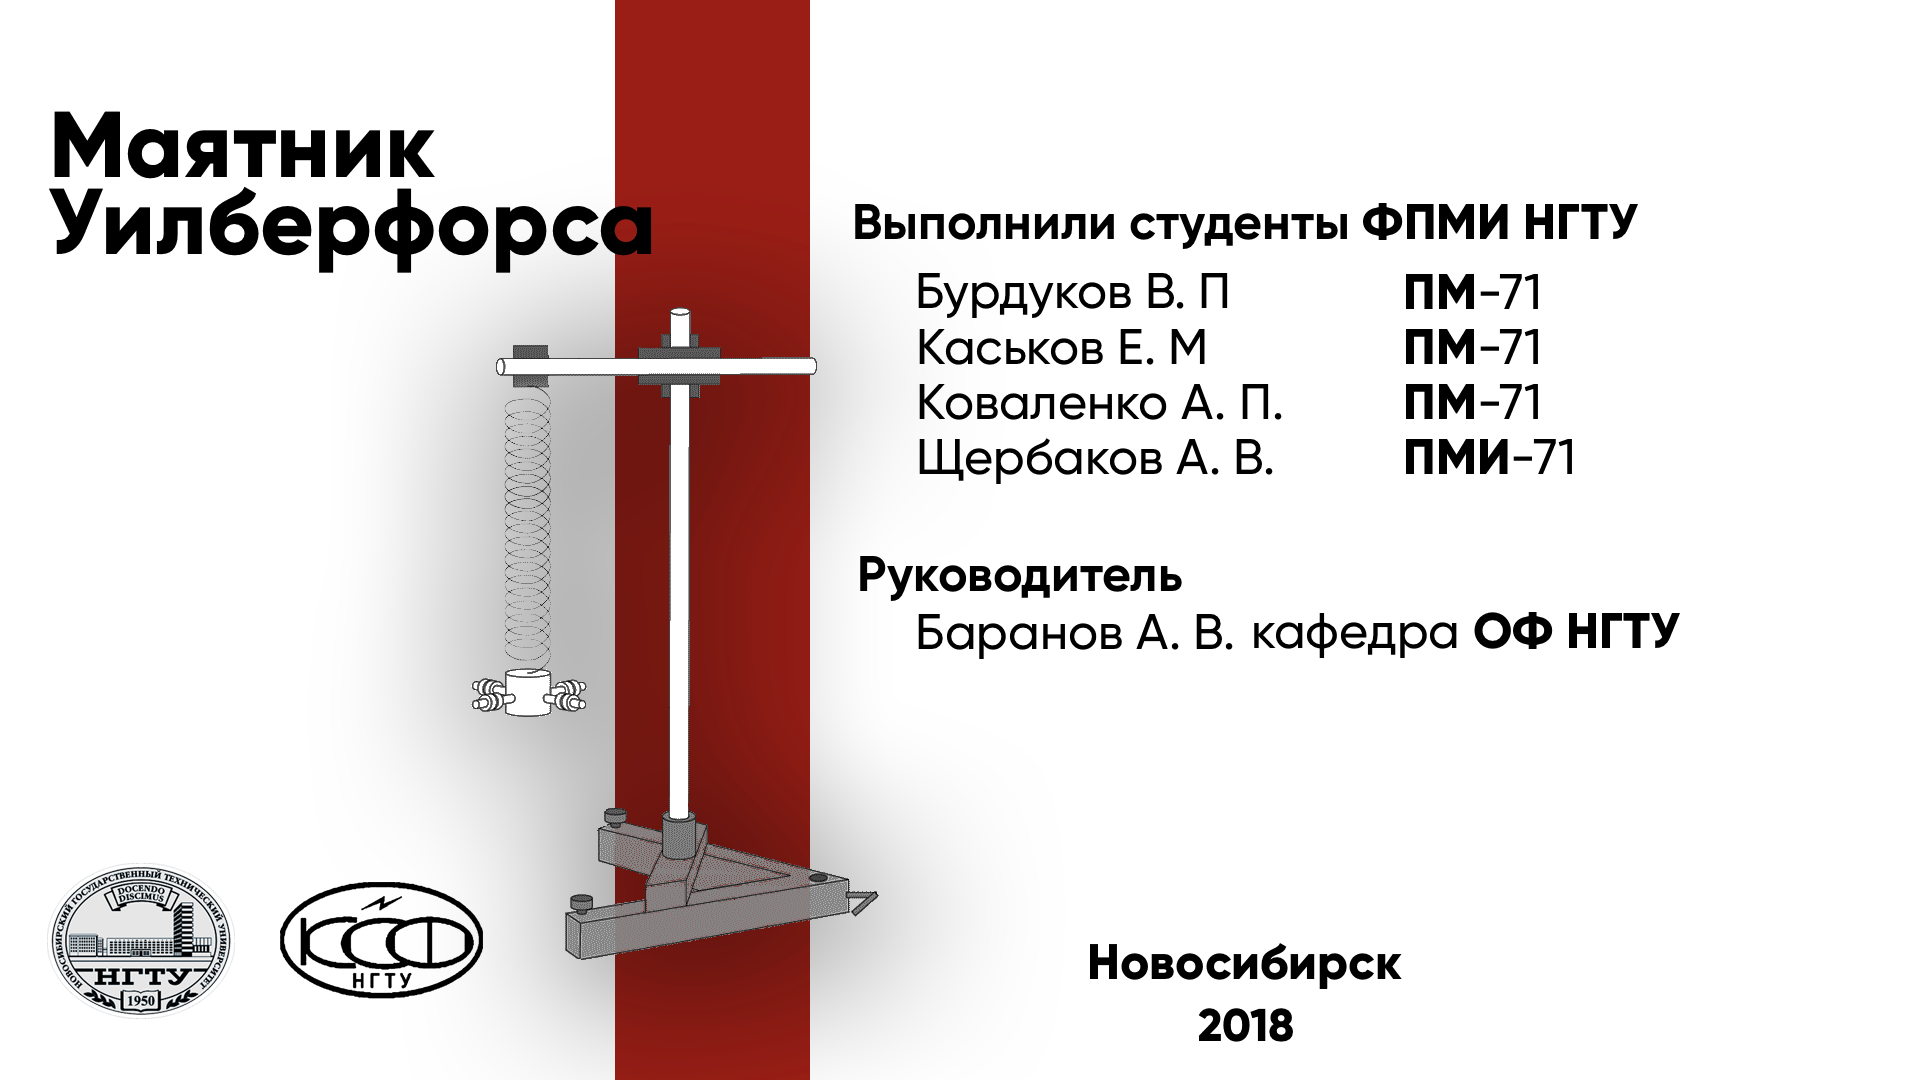 Маятник
Уилберфорса
Выполнили студенты ФПМИ НГТУ
Бурдуков В. П ПМ-71
Каськов Е. М ПМ-71
Коваленко А. П. ПМ-71
Щербаков А. В. ПМИ-71
Руководитель
Баранов А. В. кафедра ОФ НГТУ
НОВОСИБИРСКИЙ ГОСУДАРСТВЕННЫЙ ТЕХНИЧЕСКИЙ УНИВЕРСИТЕТ
DOCENDO
DISCIMUS
НГТУ
1950
КОФ
НГТУ
Новосибирск
2018